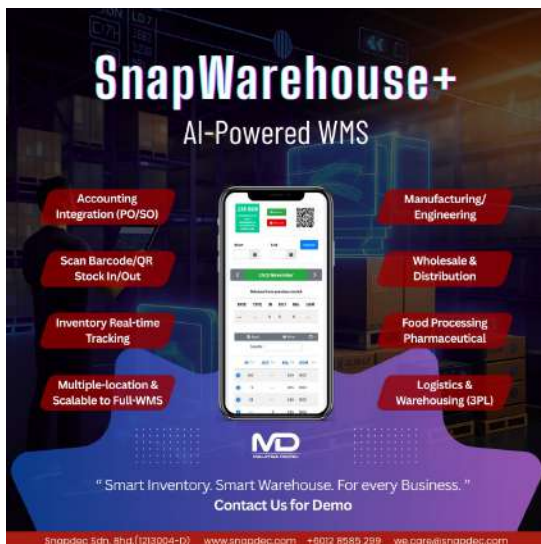 SnapWarehouse+
AI-Powered WMS
Accounting
Integration (PO/SO)
Scan Barcode/QR
Stock In/Out
Inventory Real-time
Tracking
Multiple-location &
Scalable to Full-WMS
Manufacturing/
Engineering
Wholesale &
Distribution
Food Processing
Pharmaceutical
Logistics &
Warehousing (3PL)
MD
“ Smart Inventory. Smart Warehouse. For every Business. ”
Contact Us for Demo
Snapdec Sdn. Bhd.(1213004-D) www.snapdec.com +6012 8585 299 we.care@snapdec.com